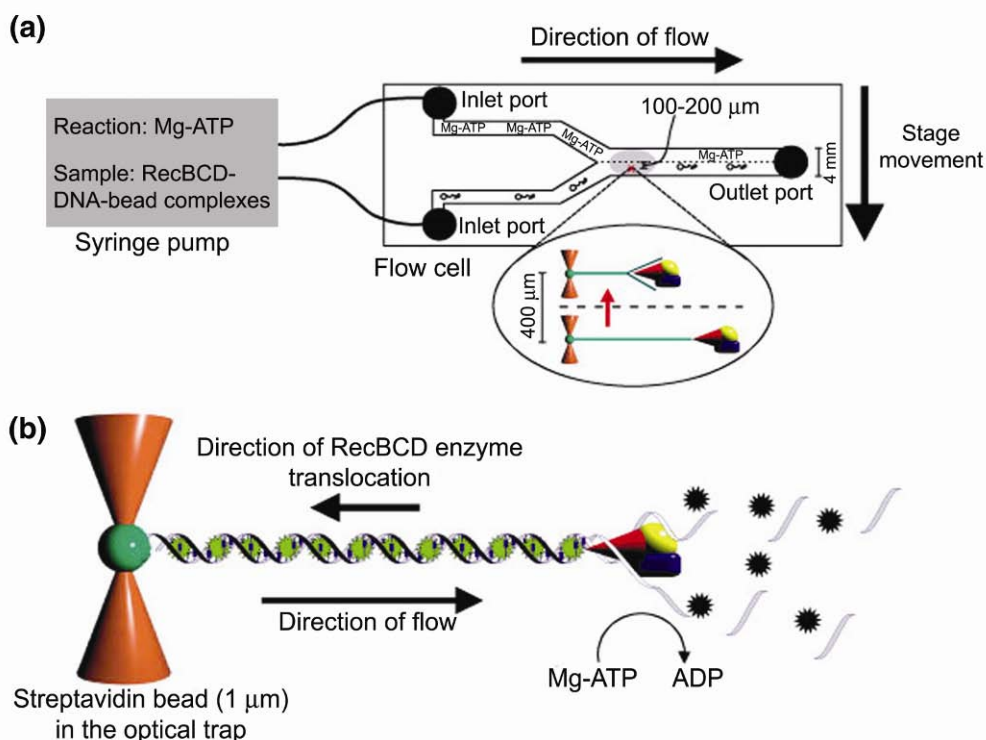 (a)
Direction of flow
Reaction: Mg-ATP
Sample: RecBCD-
DNA-bead complexes
Syringe pump
Inlet port
Mg-ATP
Mg-ATP
Mg-ATP
100-200 μm
Mg-ATP
4 mm
Stage
movement
Outlet port
Inlet port
Flow cell
400 μm
(b)
Direction of RecBCD enzyme
translocation
Direction of flow
Mg-ATP
ADP
Streptavidin bead (1 μm)
in the optical trap